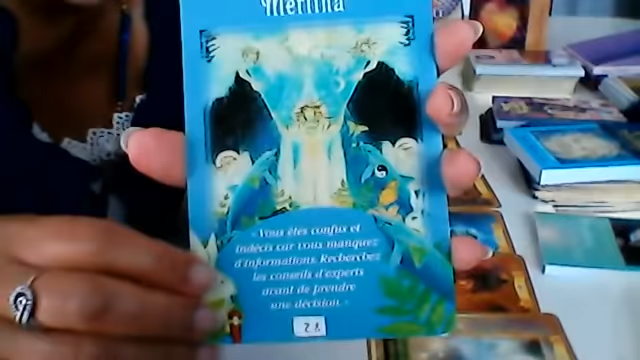 Merlina
« Vous êtes confus et
indécis car vous manquez
d'informations. Recherchez
les conseils d'experts
avant de prendre
une décision. »
28